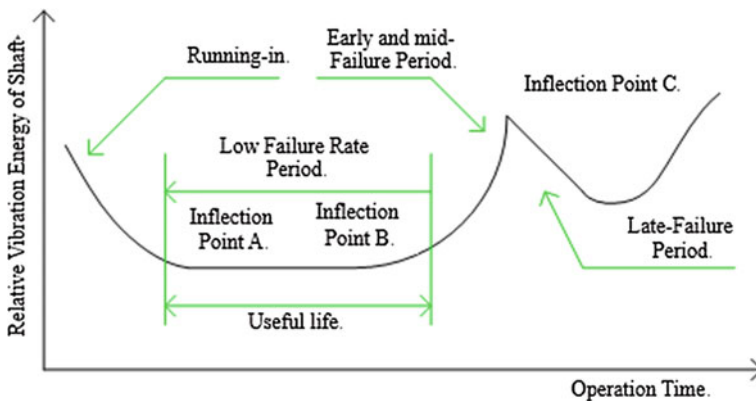 Relative Vibration Energy of Shaft-
Running-in.
Early and mid-
Failure Period.
Inflection Point C.
Low Failure Rate
Period.
Inflection
Point A.
Inflection
Point B.
Late-Failure
Period.
Useful life.
Operation Time.